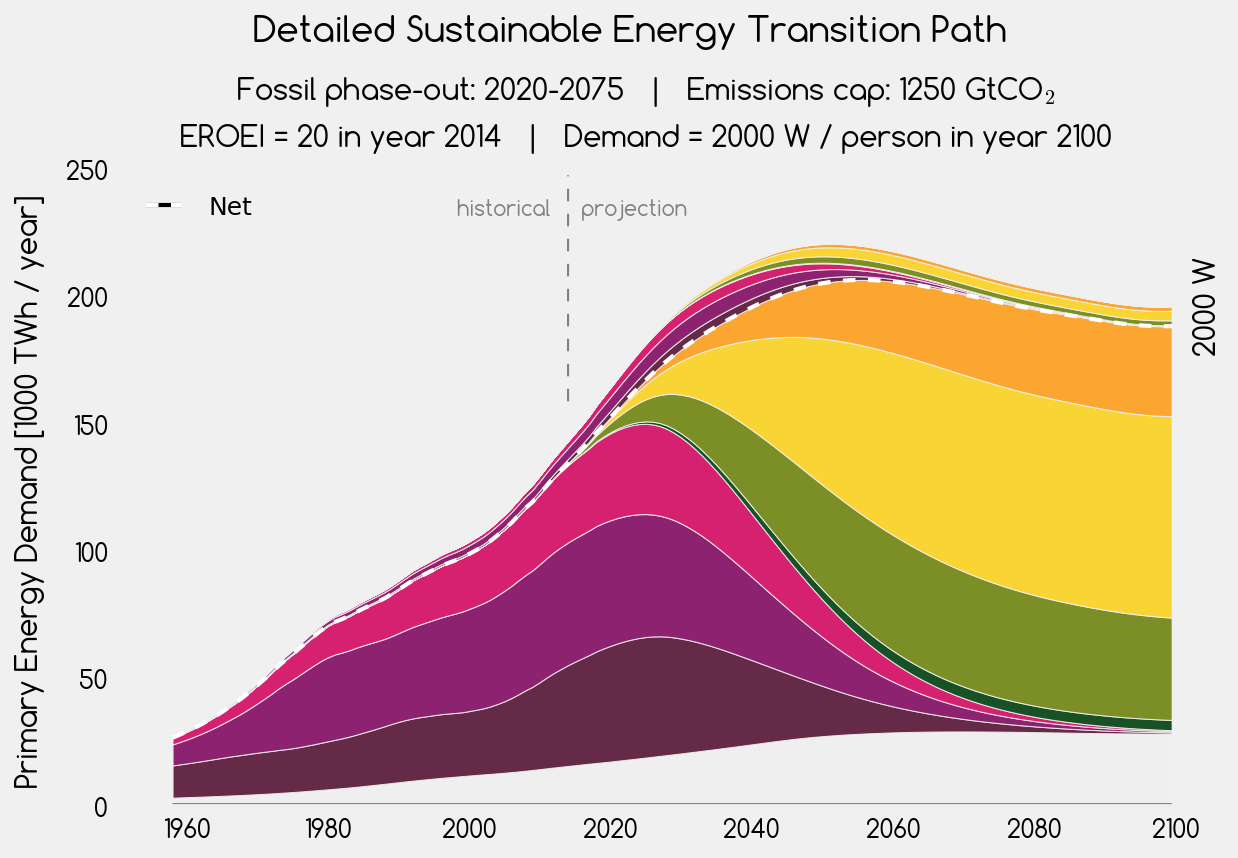 Detailed Sustainable Energy Transition Path
Fossil phase-out: 2020-2075 | Emissions cap: 1250 GtCO₂
EROEI = 20 in year 2014 | Demand = 2000 W / person in year 2100
250
200
150
100
50
0
Primary Energy Demand [1000 TWh / year]
Net
historical
projection
2000 W
1960
1980
2000
2020
2040
2060
2080
2100